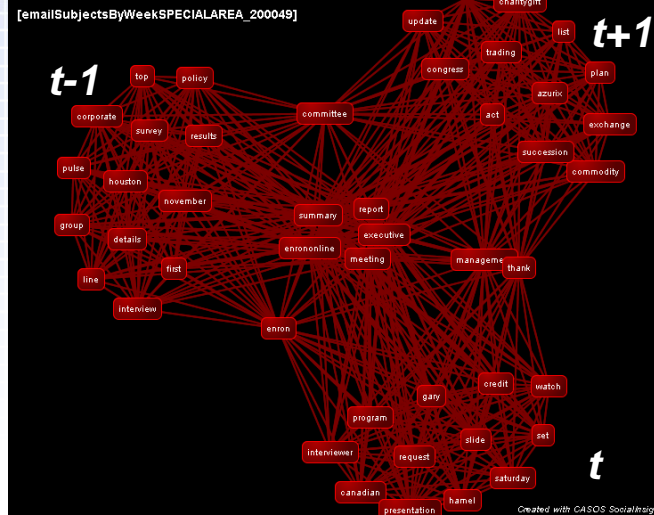 [emailSubjectsByWeekSPECIALAREA_200049]
charitygift
update
list
t+1
trading
t-1
top
policy
congress
plan
azurix
corporate
committee
act
exchange
survey
results
succession
pulse
commodity
houston
november
report
summary
group
executive
details
enrononline
meeting
thank
first
line
interview
enron
credit
watch
gary
program
set
slide
interviewer
request
t
saturday
canadian
hamel
presentation
Created with CASOS SocialInsig